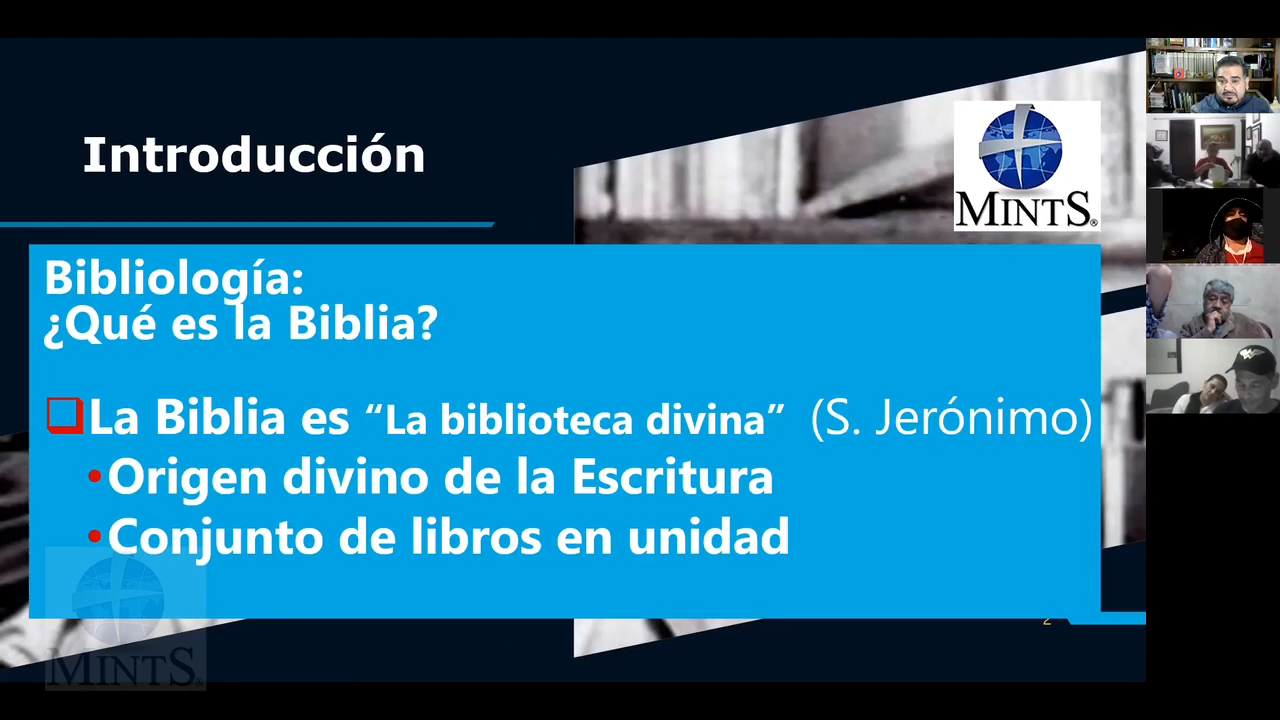 Introducción
MINTS®
Bibliología:
¿Qué es la Biblia?
❑La Biblia es “La biblioteca divina” (S. Jerónimo)
•Origen divino de la Escritura
•Conjunto de libros en unidad
2
MINTS®